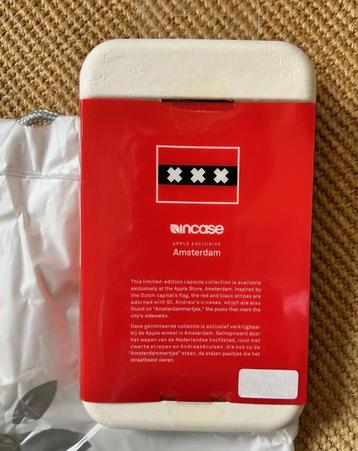 incase
APPLE EXCLUSIVE
Amsterdam
This limited-edition capsule collection is available
exclusively at the Apple Store, Amsterdam. Inspired by
the Dutch capital's flag, the red and black stripes are
adorned with St. Andrew's crosses, which are also
found on "Amsterdammertjes," the posts that mark the
city's sidewalks.
Deze gelimiteerde collectie is exclusief verkrijgbaar
bij de Apple winkel in Amsterdam. Geïnspireerd door
het wapen van de Nederlandse hoofdstad, rood met
zwarte strepen en Andreaskruisen, die ook op de
"Amsterdammertjes" staan, de stalen paaltjes die het
straatbeeld sieren.